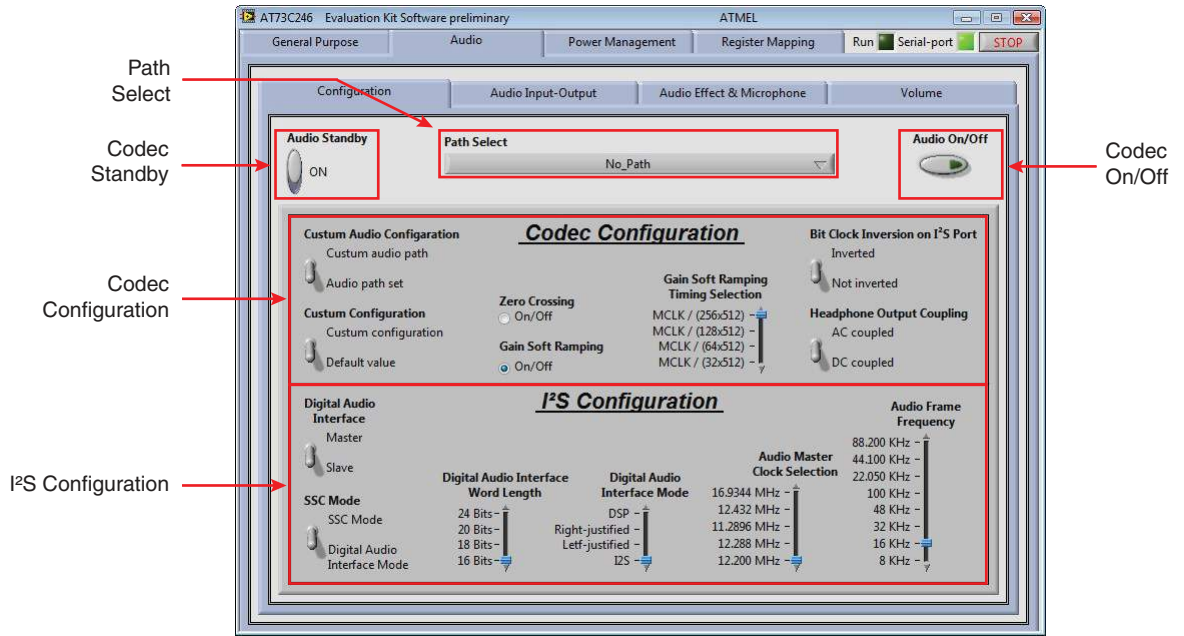 AT73C246 Evaluation Kit Software preliminary ATMEL
General Purpose Audio Power Management Register Mapping Run Serial-port STOP
Path
Select
Configuration Audio Input-Output Audio Effect & Microphone Volume
Codec
Standby
Audio Standby
ON
Path Select
No_Path
Audio On/Off
Codec
On/Off
Codec
Configuration
Codec Configuration
Custum Audio Configaration
Custum audio path
Audio path set
Custum Configuration
Custum configuration
Default value
Zero Crossing
On/Off
Gain Soft Ramping
On/Off
Gain Soft Ramping
Timing Selection
MCLK / (256x512)
MCLK / (128x512)
MCLK / (64x512)
MCLK / (32x512)
Bit Clock Inversion on I²S Port
Inverted
Not inverted
Headphone Output Coupling
AC coupled
DC coupled
I²S Configuration
I²S Configuration
Digital Audio
Interface
Master
Slave
SSC Mode
SSC Mode
Digital Audio
Interface Mode
Digital Audio Interface
Word Length
24 Bits
20 Bits
18 Bits
16 Bits
Digital Audio
Interface Mode
DSP
Right-justified
Letf-justified
I2S
Audio Master
Clock Selection
16.9344 MHz
12.432 MHz
11.2896 MHz
12.288 MHz
12.200 MHz
Audio Frame
Frequency
88.200 KHz
44.100 KHz
22.050 KHz
100 KHz
48 KHz
32 KHz
16 KHz
8 KHz